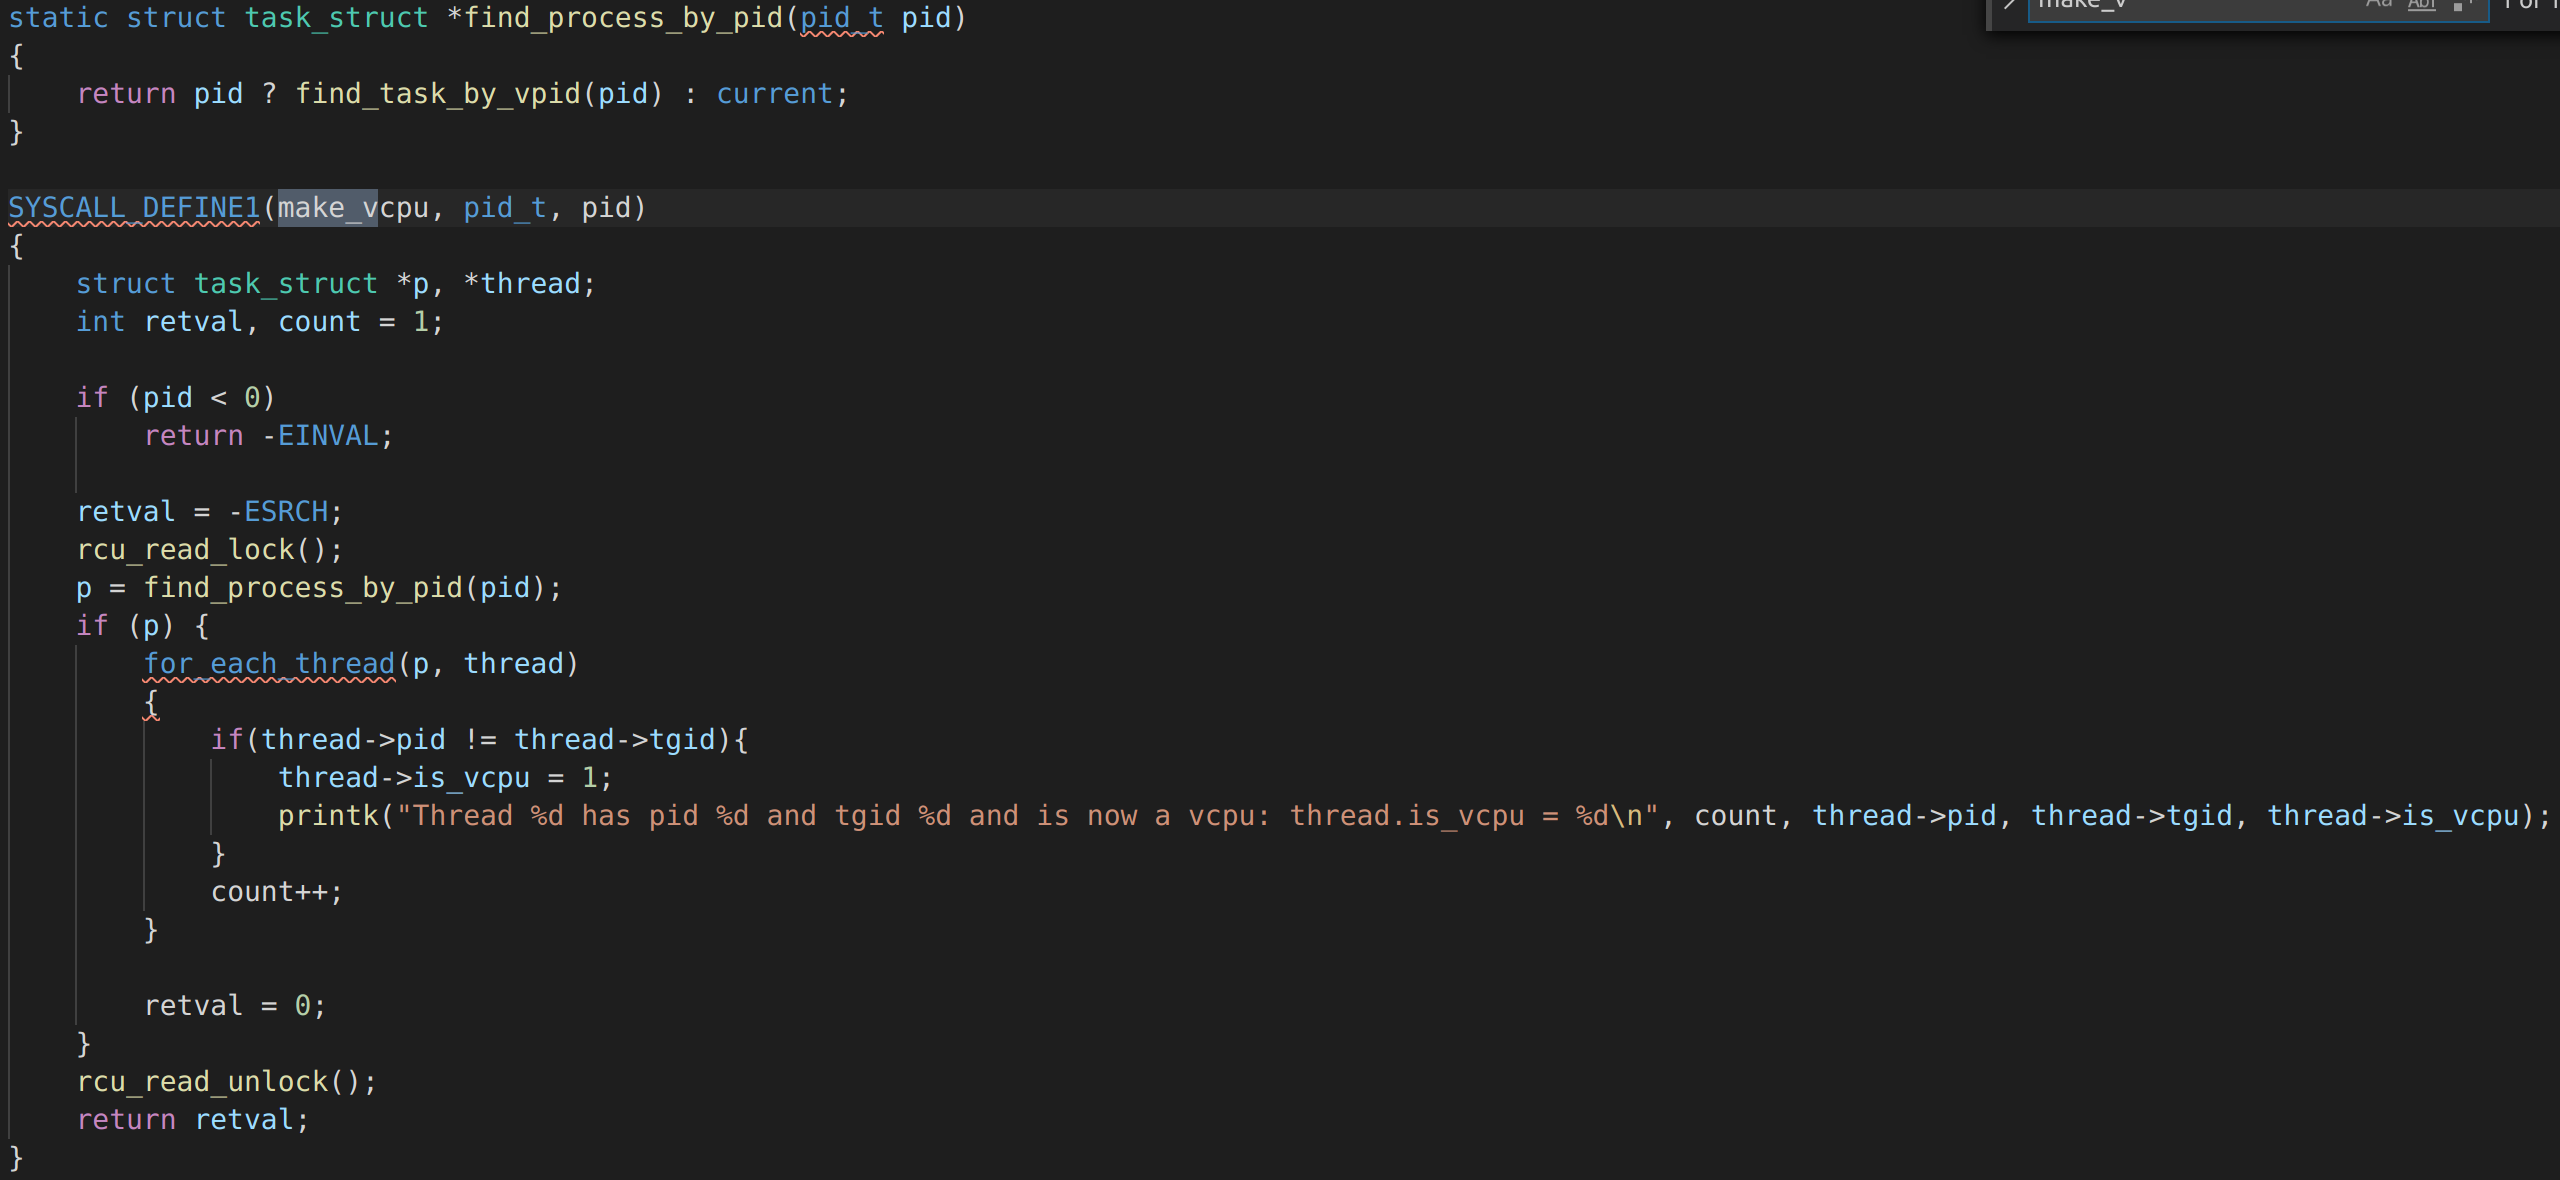 static struct task_struct *find_process_by_pid(pid_t pid)
{
    return pid ? find_task_by_vpid(pid) : current;
}
SYSCALL_DEFINE1(make_vcpu, pid_t, pid)
{
    struct task_struct *p, *thread;
    int retval, count = 1;
    if (pid < 0)
        return -EINVAL;
    retval = -ESRCH;
    rcu_read_lock();
    p = find_process_by_pid(pid);
    if (p) {
        for_each_thread(p, thread)
        {
            if(thread->pid != thread->tgid){
                thread->is_vcpu = 1;
                printk("Thread %d has pid %d and tgid %d and is now a vcpu: thread.is_vcpu = %d\n", count, thread->pid, thread->tgid, thread->is_vcpu);
            }
            count++;
        }
        retval = 0;
    }
    rcu_read_unlock();
    return retval;
}